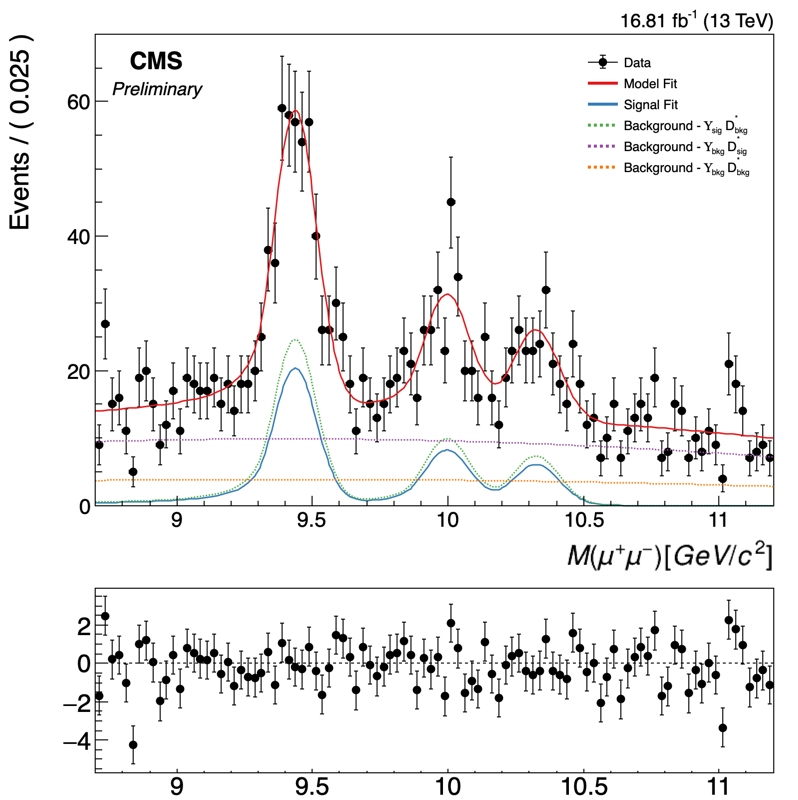 16.81 fb⁻¹ (13 TeV)
CMS
Preliminary
Data
Model Fit
Signal Fit
Background - ϒsig D*bkg
Background - ϒbkg D*sig
Background - ϒbkg D*bkg
Events / ( 0.025 )
60
40
20
0
9 9.5 10 10.5 11
M(μ⁺μ⁻)[GeV/c²]
2
0
−2
−4
9 9.5 10 10.5 11